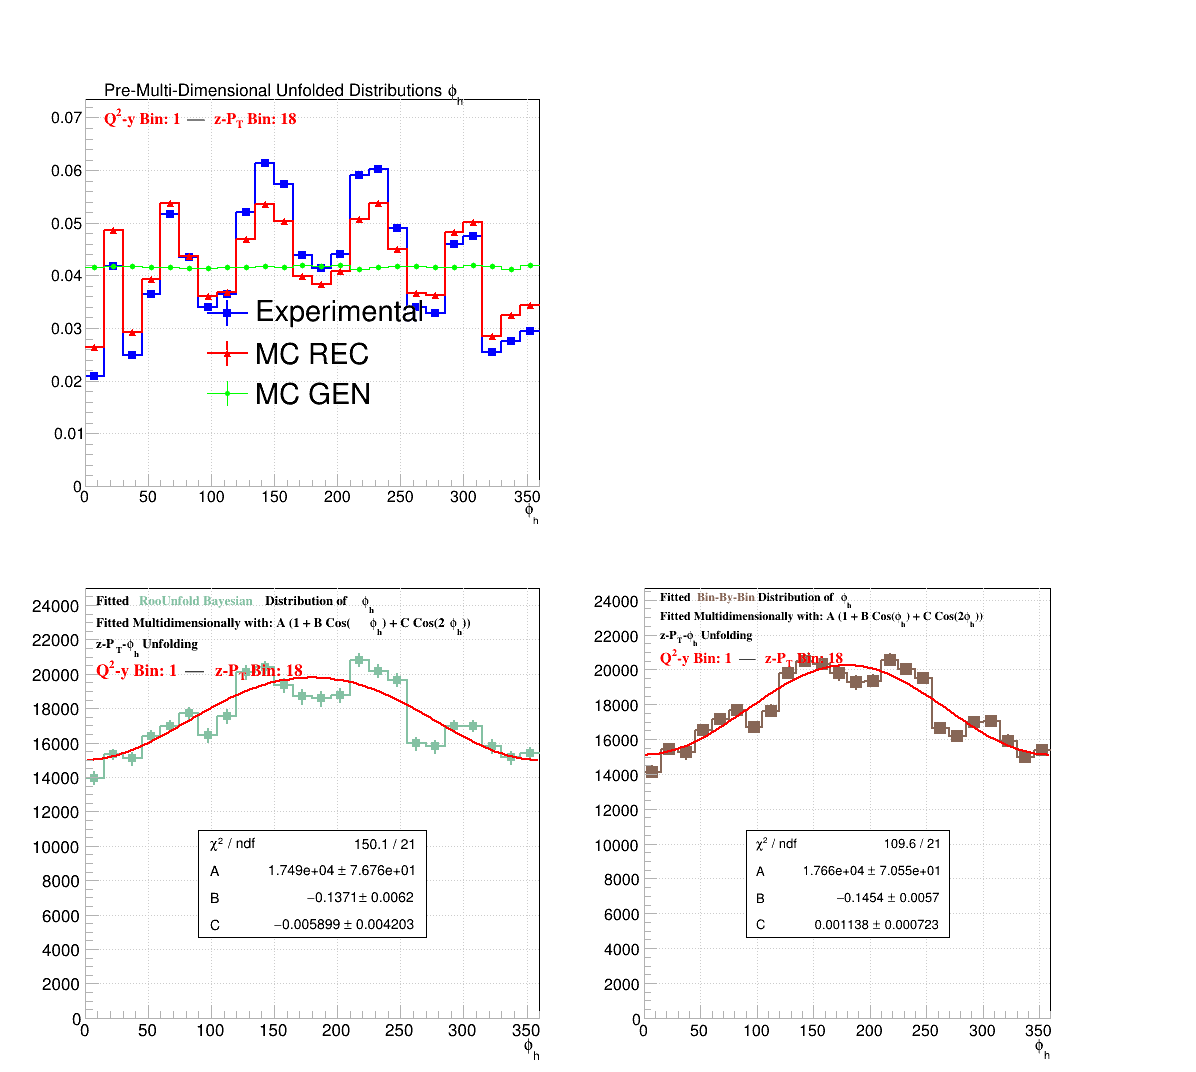 Pre-Multi-Dimensional Unfolded Distributions ϕh
Q²-y Bin: 1 — z-PT Bin: 18
0.07
0.06
0.05
0.04
0.03
0.02
0.01
0
Experimental
MC REC
MC GEN
0 50 100 150 200 250 300 350
ϕh
Fitted RooUnfold Bayesian Distribution of ϕh
Fitted Multidimensionally with: A (1 + B Cos( ϕh) + C Cos(2 ϕh))
z-PT-ϕh Unfolding
Q²-y Bin: 1 — z-PT Bin: 18
24000
22000
20000
18000
16000
14000
12000
10000
8000
6000
4000
2000
0
χ² / ndf 150.1 / 21
A 1.749e+04 ± 7.676e+01
B −0.1371 ± 0.0062
C −0.005899 ± 0.004203
0 50 100 150 200 250 300 350
ϕh
Fitted Bin-By-Bin Distribution of ϕh
Fitted Multidimensionally with: A (1 + B Cos(ϕh) + C Cos(2ϕh))
z-PT-ϕh Unfolding
Q²-y Bin: 1 — z-PT Bin: 18
24000
22000
20000
18000
16000
14000
12000
10000
8000
6000
4000
2000
0
χ² / ndf 109.6 / 21
A 1.766e+04 ± 7.055e+01
B −0.1454 ± 0.0057
C 0.001138 ± 0.000723
0 50 100 150 200 250 300 350
ϕh